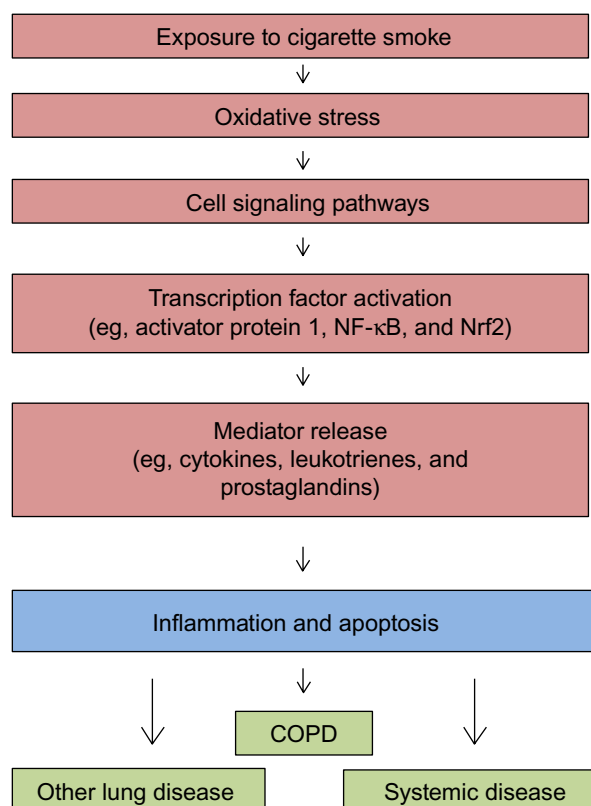 Exposure to cigarette smoke
Oxidative stress
Cell signaling pathways
Transcription factor activation
(eg, activator protein 1, NF-κB, and Nrf2)
Mediator release
(eg, cytokines, leukotrienes, and
prostaglandins)
Inflammation and apoptosis
COPD
Other lung disease
Systemic disease